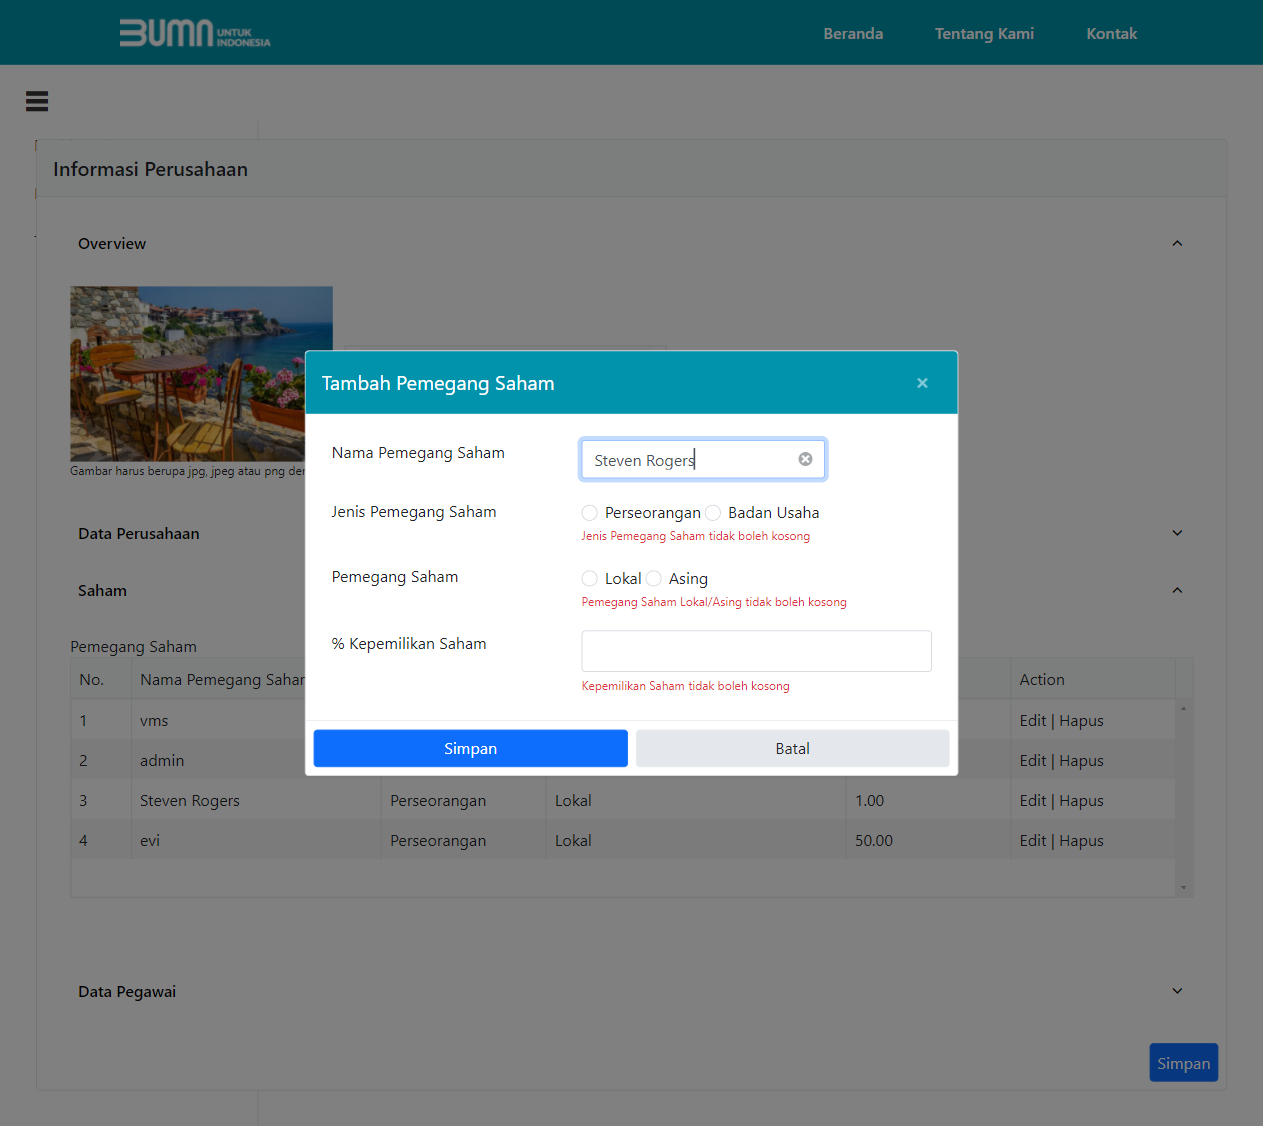 BUMN UNTUK INDONESIA
Beranda Tentang Kami Kontak
Informasi Perusahaan
Overview
Gambar harus berupa jpg, jpeg atau png
Tambah Pemegang Saham ×
Nama Pemegang Saham Steven Rogers
Jenis Pemegang Saham Perseorangan Badan Usaha
Jenis Pemegang Saham tidak boleh kosong
Pemegang Saham Lokal Asing
Pemegang Saham Lokal/Asing tidak boleh kosong
% Kepemilikan Saham
Kepemilikan Saham tidak boleh kosong
Simpan Batal
Data Perusahaan
Saham
Pemegang Saham
No. Nama Pemegang Action
1 vms Edit | Hapus
2 admin Edit | Hapus
3 Steven Rogers Perseorangan Lokal 1.00 Edit | Hapus
4 evi Perseorangan Lokal 50.00 Edit | Hapus
Data Pegawai
Simpan